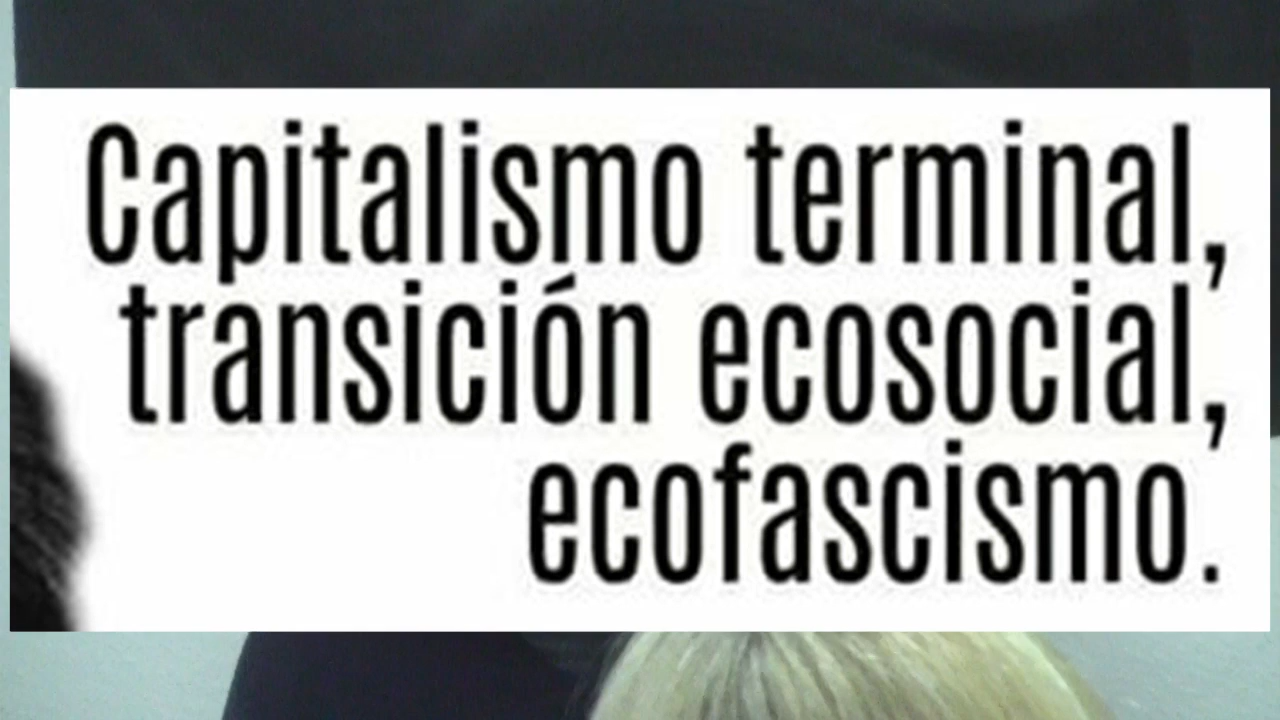 Capitalismo terminal,
transición ecosocial,
ecofascismo.